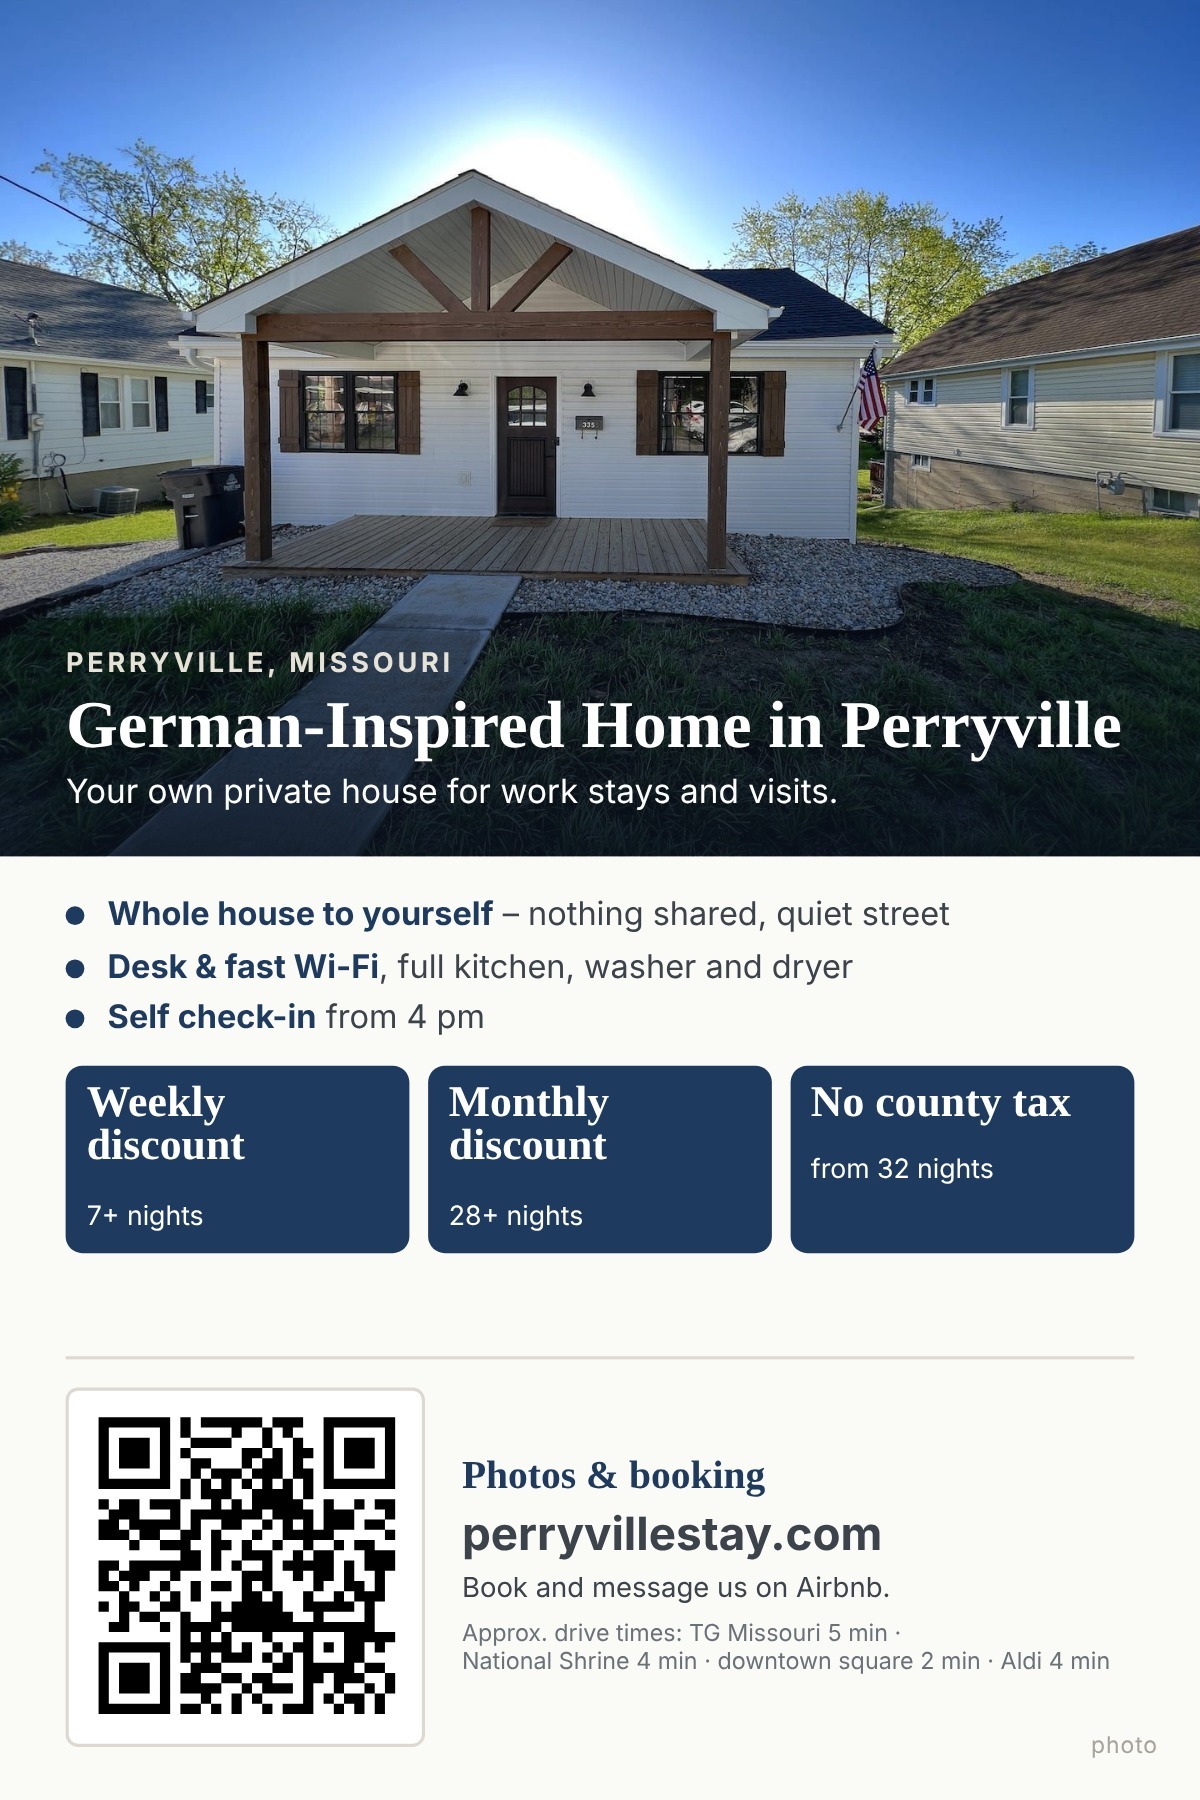 335
PERRYVILLE, MISSOURI
German-Inspired Home in Perryville
Your own private house for work stays and visits.
Whole house to yourself – nothing shared, quiet street
Desk & fast Wi-Fi, full kitchen, washer and dryer
Self check-in from 4 pm
Weekly
discount
7+ nights
Monthly
discount
28+ nights
No county tax
from 32 nights
Photos & booking
perryvillestay.com
Book and message us on Airbnb.
Approx. drive times: TG Missouri 5 min ·
National Shrine 4 min · downtown square 2 min · Aldi 4 min
photo